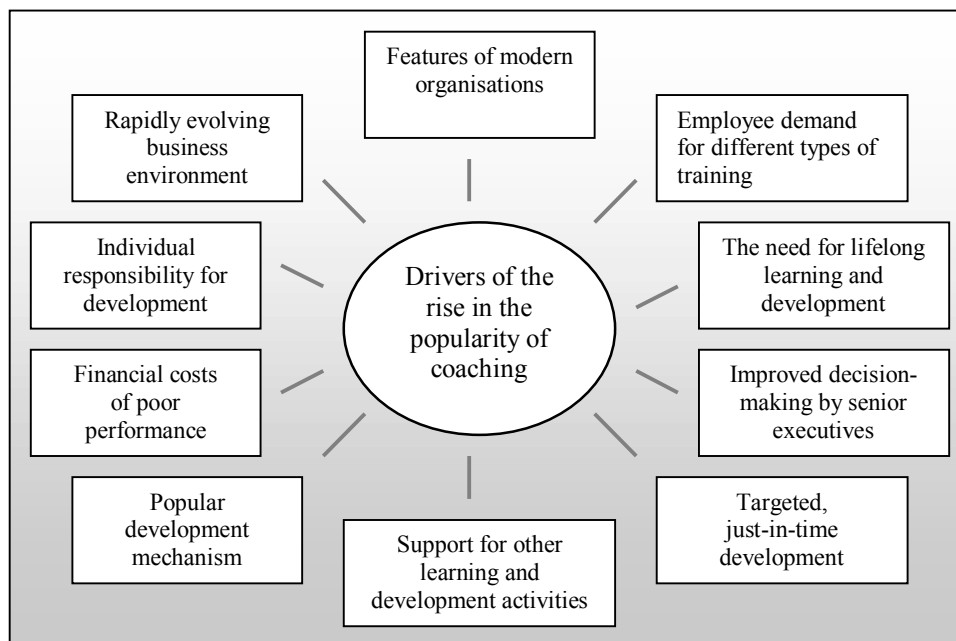 Features of modern
organisations
Rapidly evolving
business
environment
Employee demand
for different types of
training
Individual
responsibility for
development
Drivers of the
rise in the
popularity of
coaching
The need for lifelong
learning and
development
Financial costs
of poor
performance
Improved decision-
making by senior
executives
Popular
development
mechanism
Support for other
learning and
development activities
Targeted,
just-in-time
development